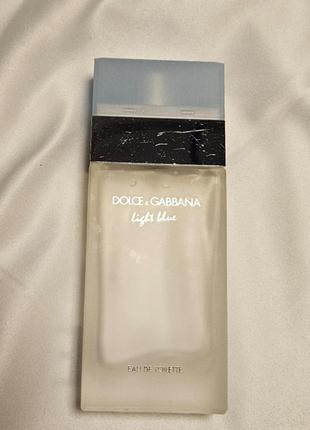 DOLCE & GABBANA
light blue
EAU DE TOILETTE